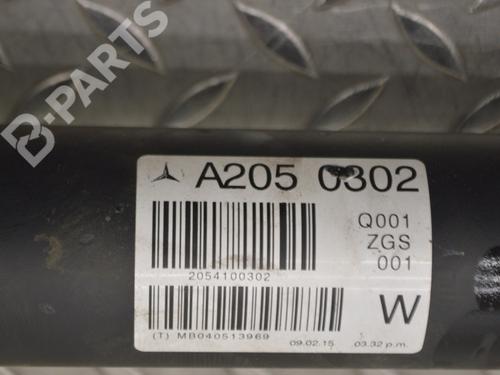 B-PARTS
A205 0302
Q001
ZGS
001
2054100302
W
(T) MB040513969
09.02.15
03.32 p.m.